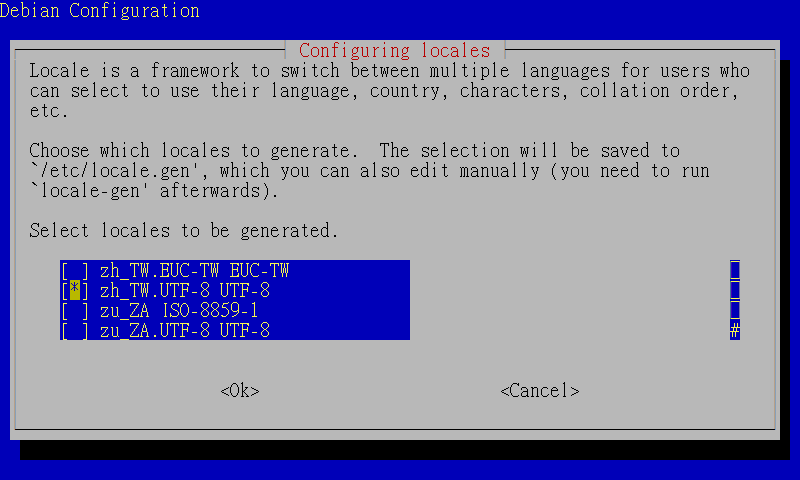 Debian Configuration
Configuring locales
Locale is a framework to switch between multiple languages for users who
can select to use their language, country, characters, collation order,
etc.
Choose which locales to generate.  The selection will be saved to
`/etc/locale.gen', which you can also edit manually (you need to run
`locale-gen' afterwards).
Select locales to be generated.
[ ] zh_TW.EUC-TW EUC-TW
[*] zh_TW.UTF-8 UTF-8
[ ] zu_ZA ISO-8859-1
[ ] zu_ZA.UTF-8 UTF-8 #
<Ok> <Cancel>